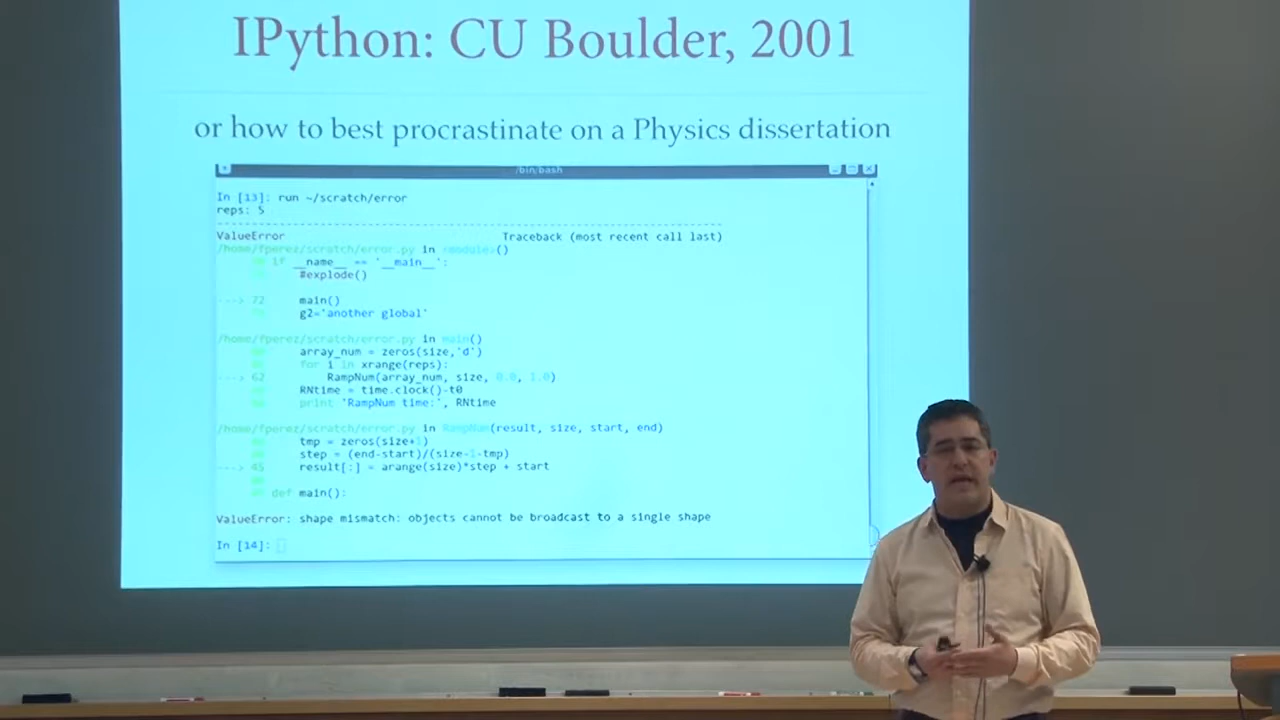 IPython: CU Boulder, 2001
or how to best procrastinate on a Physics dissertation
/bin/bash
In [13]: run ~/scratch/error
reps: 5
ValueError Traceback (most recent call last)
/home/fperez/scratch/error.py in <module>()
if __name__ == '__main__':
#explode()
---> 72 main()
g2='another global'
/home/fperez/scratch/error.py in main()
array_num = zeros(size,'d')
for i in xrange(reps):
---> 62 RampNum(array_num, size, 0.0, 1.0)
RNtime = time.clock()-t0
print 'RampNum time:', RNtime
/home/fperez/scratch/error.py in RampNum(result, size, start, end)
tmp = zeros(size+1)
step = (end-start)/(size-1-tmp)
---> 45 result[:] = arange(size)*step + start
def main():
ValueError: shape mismatch: objects cannot be broadcast to a single shape
In [14]: